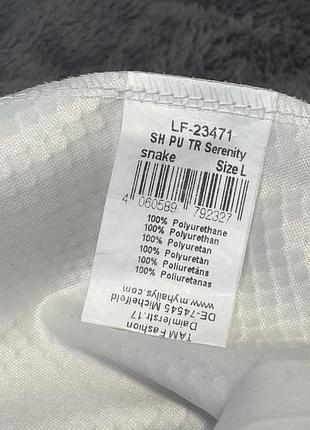 LF-23471
SH PU TR Serenity
snake Size L
4 060589 792327
100% Polyurethane
100% Polyurethan
100% Polyuretan
100% Polyuretán
100% Poliuretāns
100% Poliuretanas
www.myhailys.com
DE-74545 Michelfeld
Daimlerstr.17
TAM Fashion